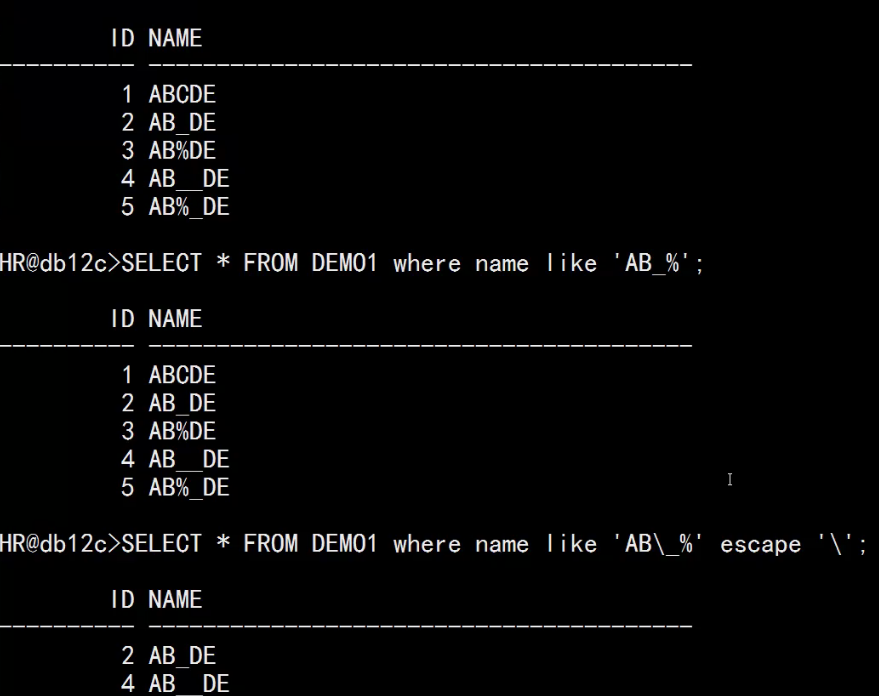 ID NAME
---------- ----------------------------------------
1 ABCDE
2 AB_DE
3 AB%DE
4 AB__DE
5 AB%_DE
HR@db12c>SELECT * FROM DEMO1 where name like 'AB_%';
ID NAME
---------- ----------------------------------------
1 ABCDE
2 AB_DE
3 AB%DE
4 AB__DE
5 AB%_DE
HR@db12c>SELECT * FROM DEMO1 where name like 'AB\_%' escape '\';
ID NAME
---------- ----------------------------------------
2 AB_DE
4 AB__DE